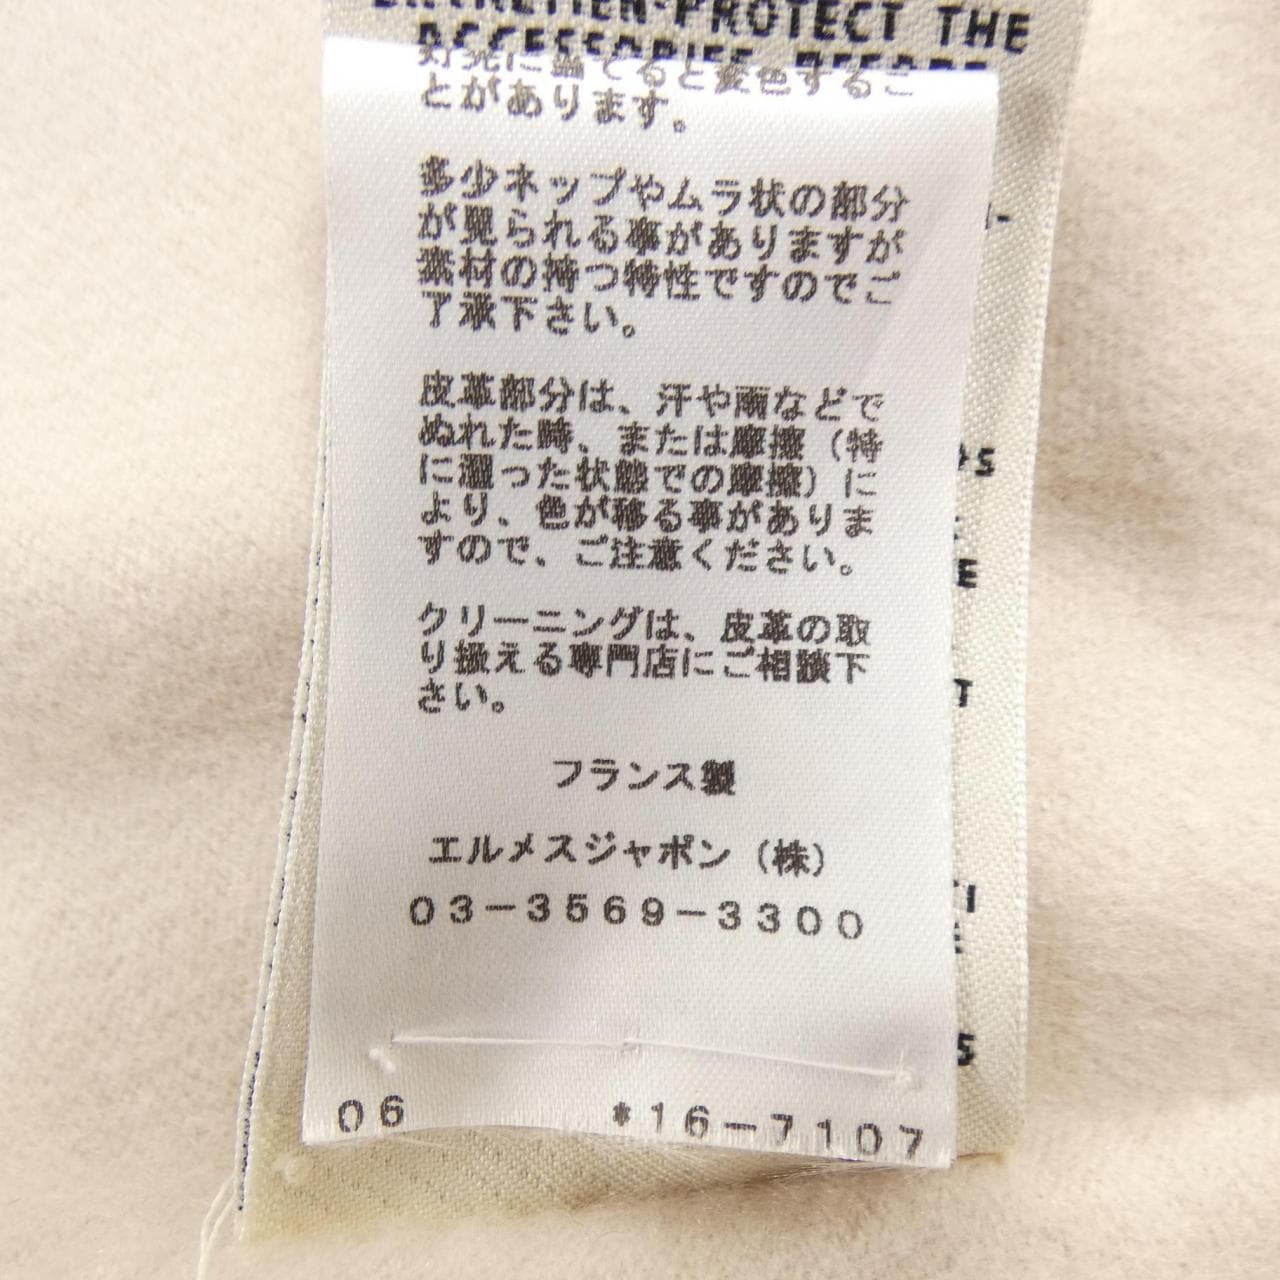 PROTECT THE
ACCESSORIES BEFORE
灯光に当てると変色するこ
とがあります。
多少ネップやムラ状の部分
が見られる事がありますが
素材の持つ特性ですのでご
了承下さい。
皮革部分は、汗や雨などで
ぬれた時、または摩擦（特
に湿った状態での摩擦）に
より、色が移る事がありま
すので、ご注意ください。
クリーニングは、皮革の取
り扱える専門店にご相談下
さい。
フランス製
エルメスジャポン（株）
03-3569-3300
06 *16-7107